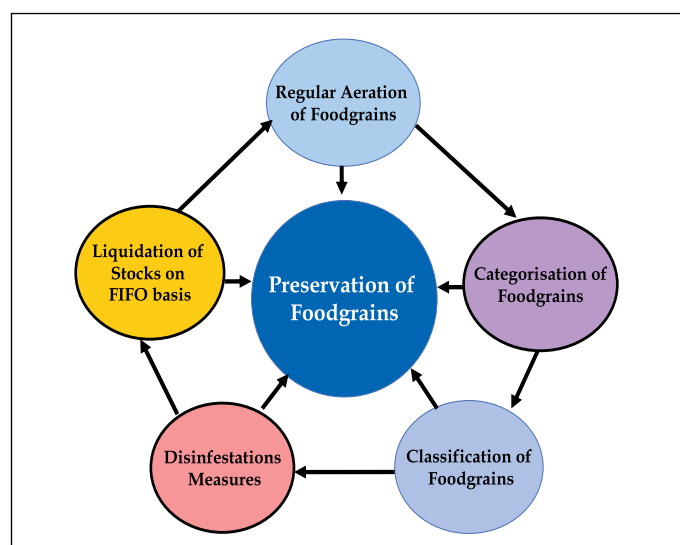 Regular Aeration
of Foodgrains
Liquidation of
Stocks on
FIFO basis
Preservation of
Foodgrains
Categorisation of
Foodgrains
Disinfestations
Measures
Classification of
Foodgrains